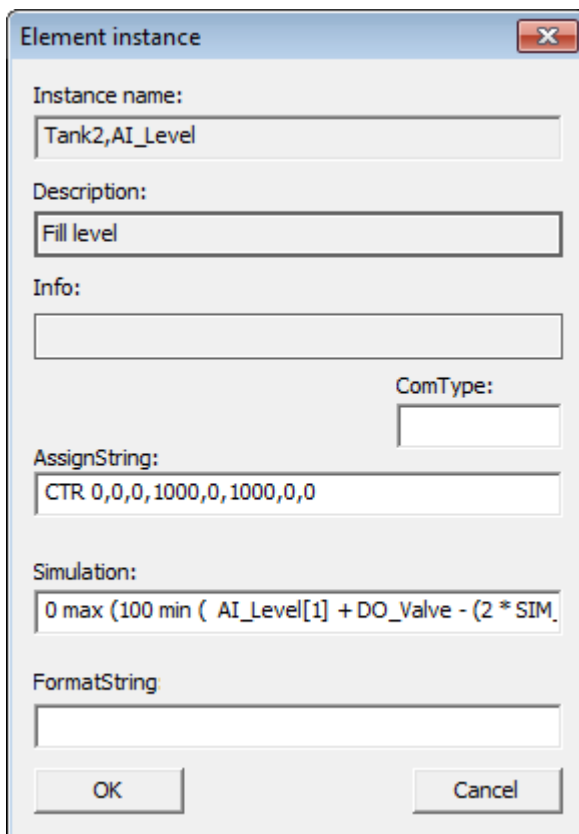 Element instance
Instance name:
Tank2,AI_Level
Description:
Fill level
Info:
ComType:
AssignString:
CTR 0,0,0,1000,0,1000,0,0
Simulation:
0 max (100 min (  AI_Level[1] + DO_Valve - (2 * SIM_
FormatString
OK
Cancel